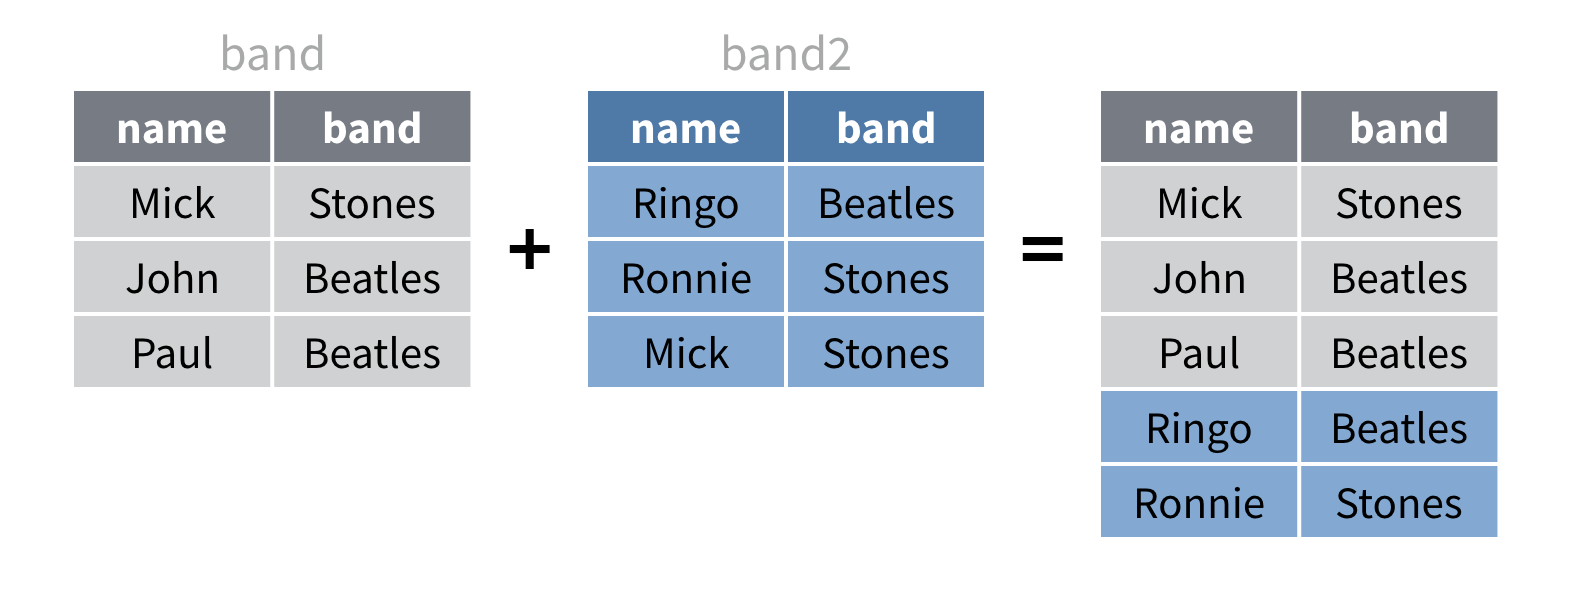 band
name band
Mick Stones
John Beatles
Paul Beatles
+
band2
name band
Ringo Beatles
Ronnie Stones
Mick Stones
=
name band
Mick Stones
John Beatles
Paul Beatles
Ringo Beatles
Ronnie Stones